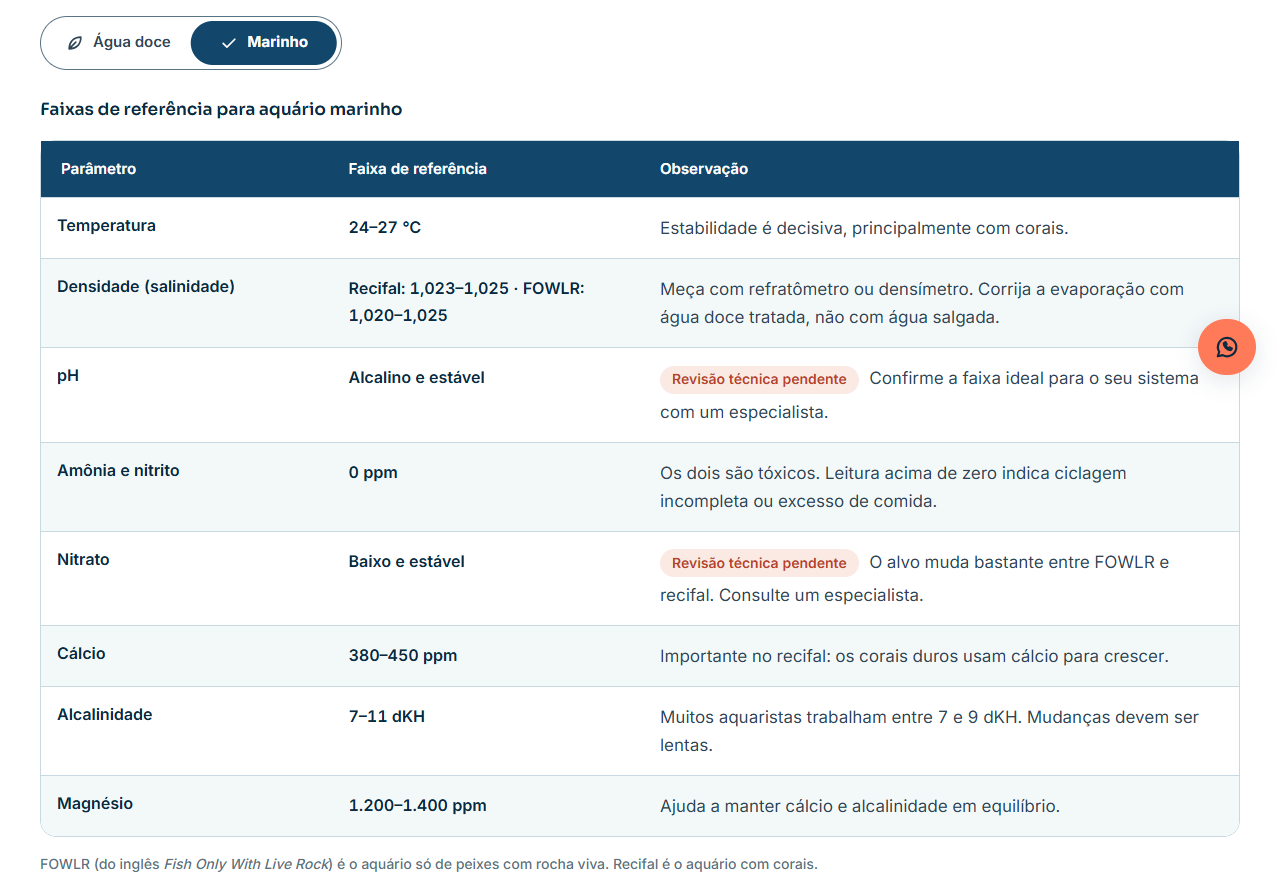 Água doce
Marinho
Faixas de referência para aquário marinho
Parâmetro Faixa de referência Observação
Temperatura 24–27 °C Estabilidade é decisiva, principalmente com corais.
Densidade (salinidade) Recifal: 1,023–1,025 · FOWLR: Meça com refratômetro ou densímetro. Corrija a evaporação com
1,020–1,025 água doce tratada, não com água salgada.
pH Alcalino e estável Revisão técnica pendente Confirme a faixa ideal para o seu sistema
com um especialista.
Amônia e nitrito 0 ppm Os dois são tóxicos. Leitura acima de zero indica ciclagem
incompleta ou excesso de comida.
Nitrato Baixo e estável Revisão técnica pendente O alvo muda bastante entre FOWLR e
recifal. Consulte um especialista.
Cálcio 380–450 ppm Importante no recifal: os corais duros usam cálcio para crescer.
Alcalinidade 7–11 dKH Muitos aquaristas trabalham entre 7 e 9 dKH. Mudanças devem ser
lentas.
Magnésio 1.200–1.400 ppm Ajuda a manter cálcio e alcalinidade em equilíbrio.
FOWLR (do inglês Fish Only With Live Rock) é o aquário só de peixes com rocha viva. Recifal é o aquário com corais.